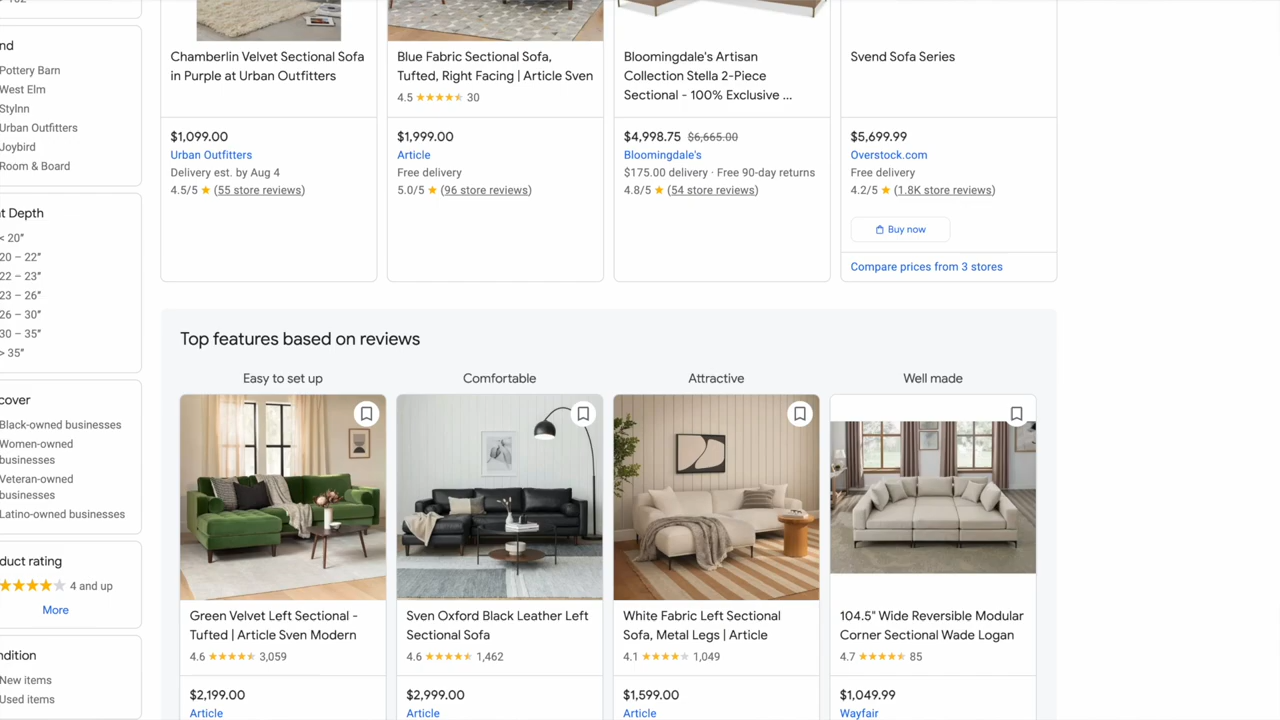 nd
Pottery Barn
West Elm
StyInn
Urban Outfitters
Joybird
Room & Board
t Depth
< 20”
20 – 22”
22 – 23”
23 – 26”
26 – 30”
30 – 35”
> 35”
cover
Black-owned businesses
Women-owned
businesses
Veteran-owned
businesses
Latino-owned businesses
duct rating
4 and up
More
ndition
New items
Used items
Chamberlin Velvet Sectional Sofa
in Purple at Urban Outfitters
$1,099.00
Urban Outfitters
Delivery est. by Aug 4
4.5/5 ★ (55 store reviews)
Blue Fabric Sectional Sofa,
Tufted, Right Facing | Article Sven
4.5 30
$1,999.00
Article
Free delivery
5.0/5 ★ (96 store reviews)
Bloomingdale's Artisan
Collection Stella 2-Piece
Sectional - 100% Exclusive ...
$4,998.75 $6,665.00
Bloomingdale's
$175.00 delivery · Free 90-day returns
4.8/5 ★ (54 store reviews)
Svend Sofa Series
$5,699.99
Overstock.com
Free delivery
4.2/5 ★ (1.8K store reviews)
Buy now
Compare prices from 3 stores
Top features based on reviews
Easy to set up
Green Velvet Left Sectional -
Tufted | Article Sven Modern
4.6 3,059
$2,199.00
Article
Comfortable
Sven Oxford Black Leather Left
Sectional Sofa
4.6 1,462
$2,999.00
Article
Attractive
White Fabric Left Sectional
Sofa, Metal Legs | Article
4.1 1,049
$1,599.00
Article
Well made
104.5" Wide Reversible Modular
Corner Sectional Wade Logan
4.7 85
$1,049.99
Wayfair